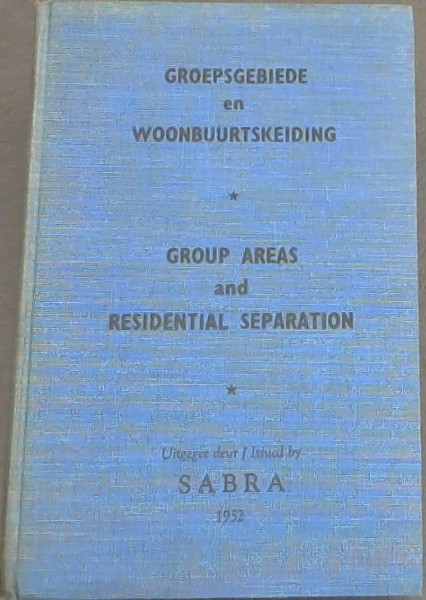 GROEPSGEBIEDE
en
WOONBUURTSKEIDING
★
GROUP AREAS
and
RESIDENTIAL SEPARATION
★
Uitgegee deur / Issued by
SABRA
1952